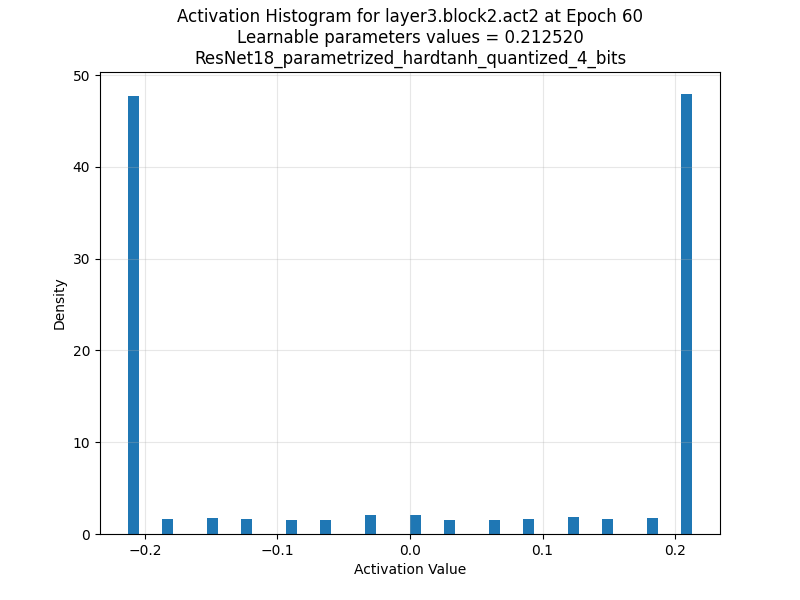 Activation Histogram for layer3.block2.act2 at Epoch 60
Learnable parameters values = 0.212520
ResNet18_parametrized_hardtanh_quantized_4_bits
50
40
30
20
10
0
Density
−0.2 −0.1 0.0 0.1 0.2
Activation Value